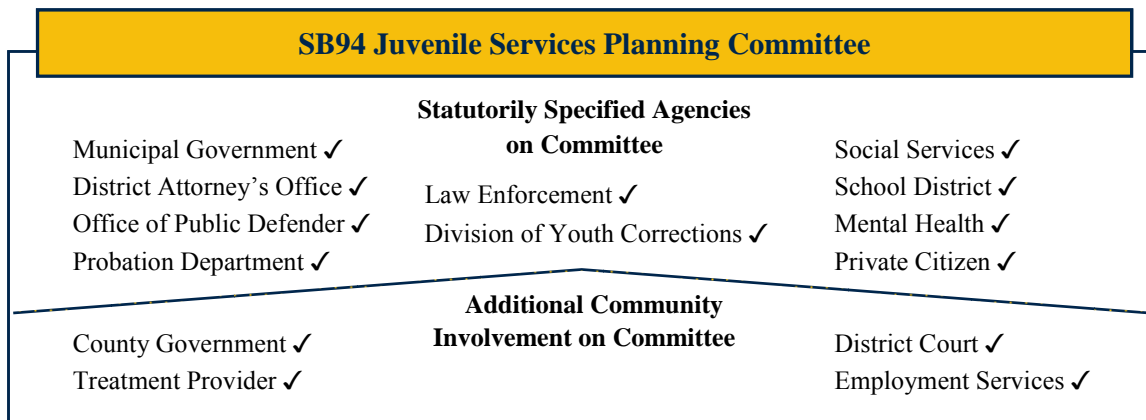 SB94 Juvenile Services Planning Committee
Statutorily Specified Agencies
on Committee
Municipal Government ✓
District Attorney’s Office ✓
Office of Public Defender ✓
Probation Department ✓
Law Enforcement ✓
Division of Youth Corrections ✓
Social Services ✓
School District ✓
Mental Health ✓
Private Citizen ✓
Additional Community
Involvement on Committee
County Government ✓
Treatment Provider ✓
District Court ✓
Employment Services ✓